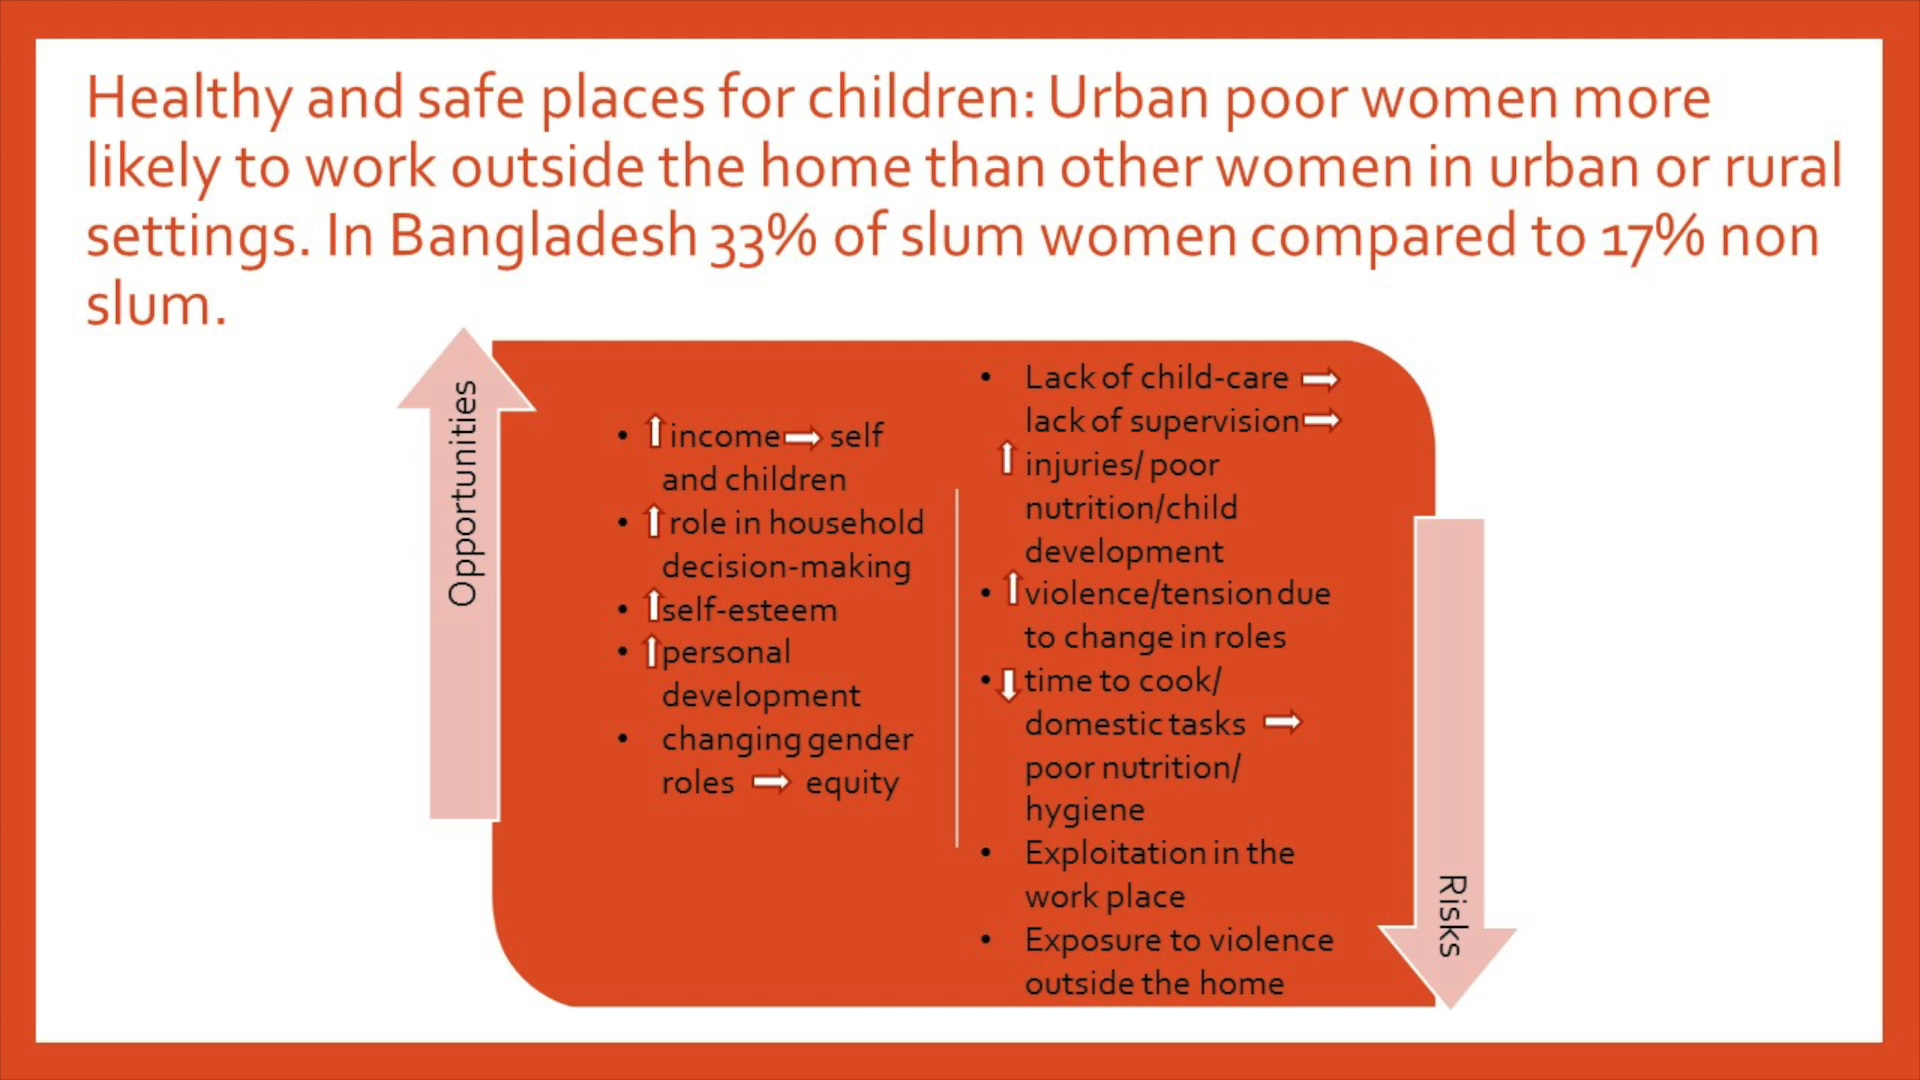 Healthy and safe places for children: Urban poor women more
likely to work outside the home than other women in urban or rural
settings. In Bangladesh 33% of slum women compared to 17% non
slum.
Opportunities
• ⇧ income ⇨ self
and children
• ⇧ role in household
decision-making
• ⇧ self-esteem
• ⇧ personal
development
• changing gender
roles ⇨ equity
• Lack of child-care ⇨
lack of supervision ⇨
⇧ injuries/ poor
nutrition/child
development
• ⇧ violence/tension due
to change in roles
• ⇩ time to cook/
domestic tasks ⇨
poor nutrition/
hygiene
• Exploitation in the
work place
• Exposure to violence
outside the home
Risks